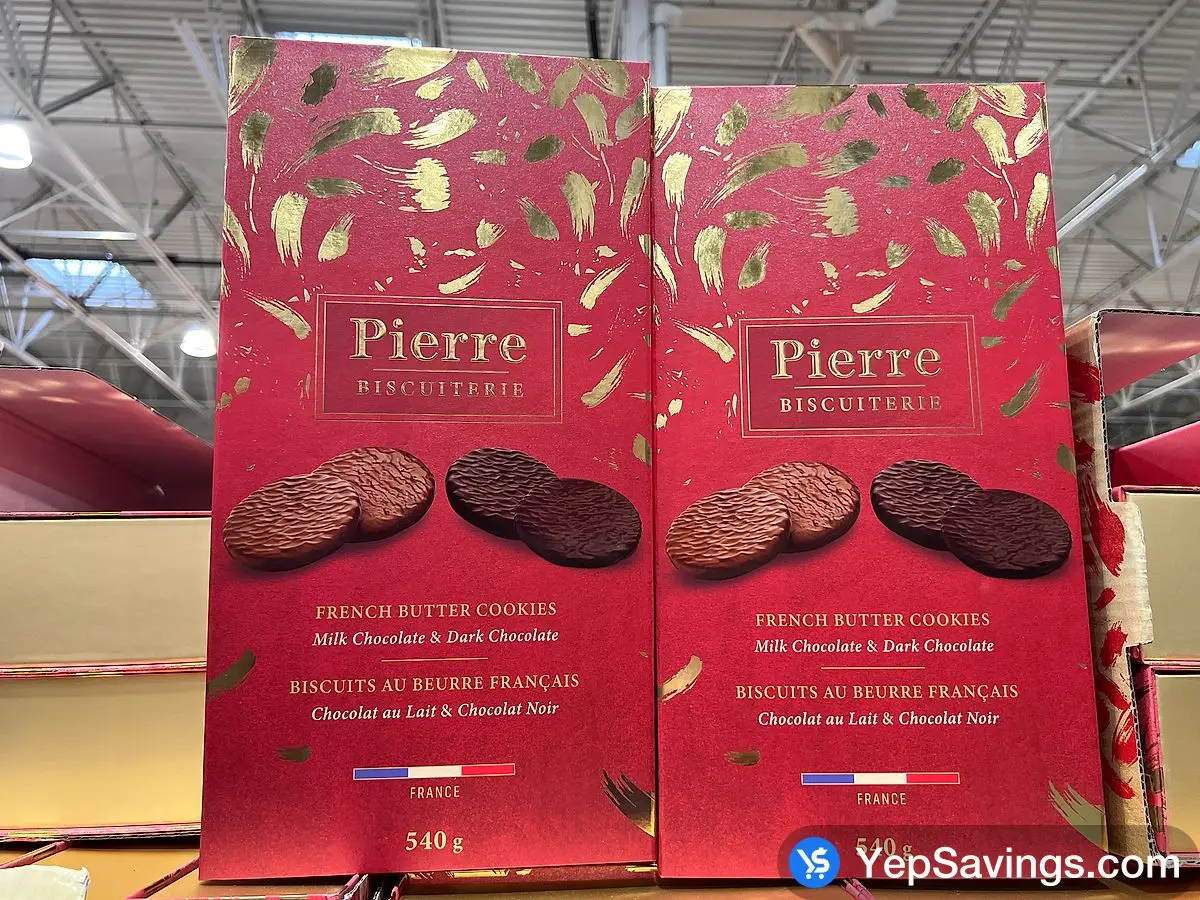 Pierre
BISCUITERIE
FRENCH BUTTER COOKIES
Milk Chocolate & Dark Chocolate
BISCUITS AU BEURRE FRANÇAIS
Chocolat au Lait & Chocolat Noir
FRANCE
540 g
Pierre
BISCUITERIE
FRENCH BUTTER COOKIES
Milk Chocolate & Dark Chocolate
BISCUITS AU BEURRE FRANÇAIS
Chocolat au Lait & Chocolat Noir
FRANCE
540 g
YepSavings.com